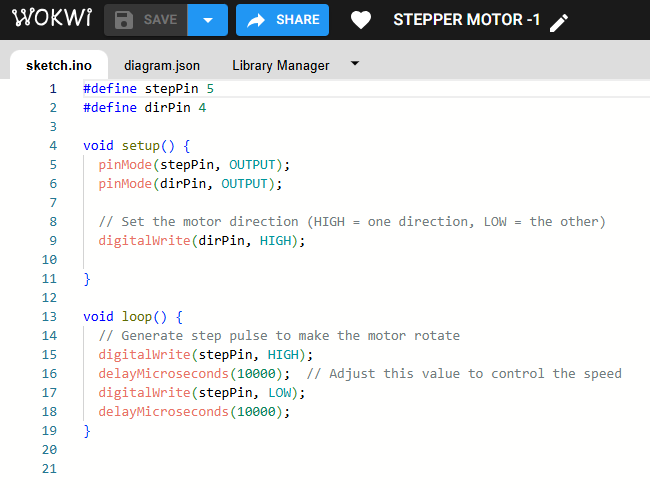 WOKWI SAVE SHARE STEPPER MOTOR -1
sketch.ino diagram.json Library Manager
1 #define stepPin 5
2 #define dirPin 4
3
4 void setup() {
5 pinMode(stepPin, OUTPUT);
6 pinMode(dirPin, OUTPUT);
7
8 // Set the motor direction (HIGH = one direction, LOW = the other)
9 digitalWrite(dirPin, HIGH);
10
11 }
12
13 void loop() {
14 // Generate step pulse to make the motor rotate
15 digitalWrite(stepPin, HIGH);
16 delayMicroseconds(10000); // Adjust this value to control the speed
17 digitalWrite(stepPin, LOW);
18 delayMicroseconds(10000);
19 }
20
21